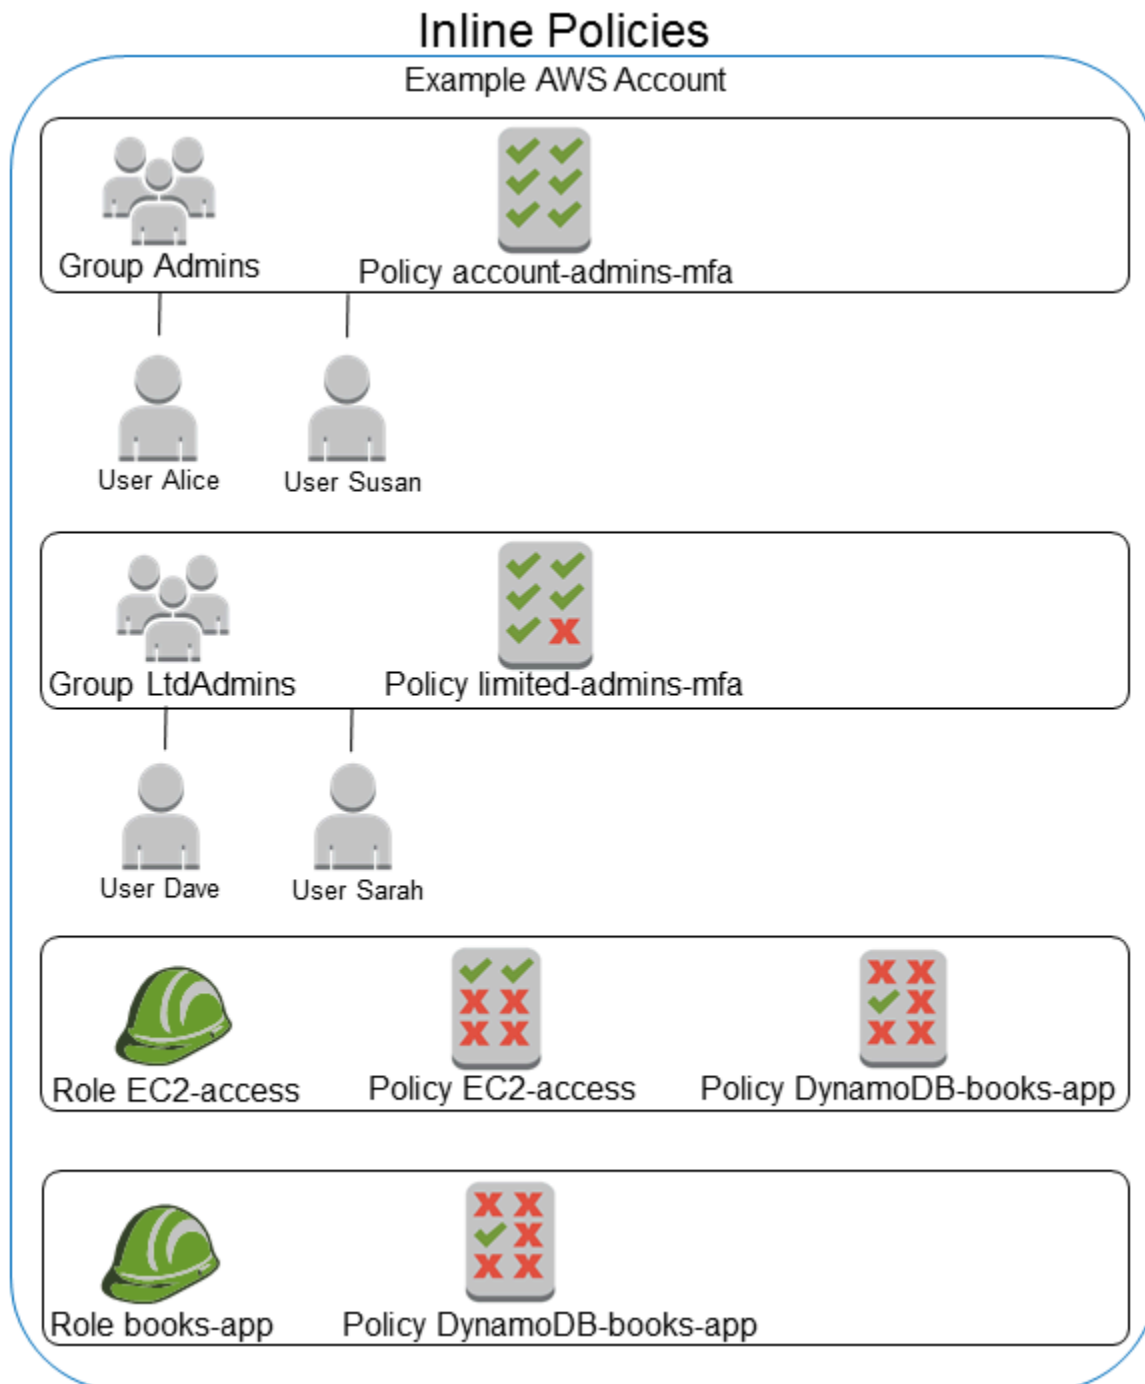 Inline Policies
Example AWS Account
Group Admins
Policy account-admins-mfa
User Alice
User Susan
Group LtdAdmins
Policy limited-admins-mfa
User Dave
User Sarah
Role EC2-access
Policy EC2-access
Policy DynamoDB-books-app
Role books-app
Policy DynamoDB-books-app